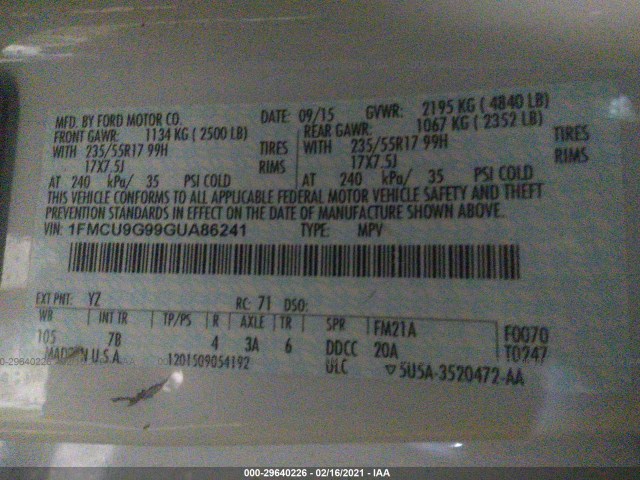 MFD. BY FORD MOTOR CO. DATE: 09/15 GVWR: 2195 KG ( 4840 LB)
FRONT GAWR: 1134 KG ( 2500 LB) REAR GAWR: 1067 KG ( 2352 LB)
WITH 235/55R17 99H TIRES WITH 235/55R17 99H TIRES
17X7.5J RIMS 17X7.5J RIMS
AT 240 kPa/ 35 PSI COLD AT 240 kPa/ 35 PSI COLD
THIS VEHICLE CONFORMS TO ALL APPLICABLE FEDERAL MOTOR VEHICLE SAFETY AND THEFT
PREVENTION STANDARDS IN EFFECT ON THE DATE OF MANUFACTURE SHOWN ABOVE.
VIN: 1FMCU9G99GUA86241 TYPE: MPV
EXT PNT: YZ RC: 71 DSO:
WB INT TR TP/PS R AXLE TR SPR FM21A F0070
105 7B 4 3A 6 DDCC 20A T0247
MADE IN U.S.A. 1201509054192 ULC ▽5U5A-3520472-AA
000-29640226 - 02/16/2021 - IAA